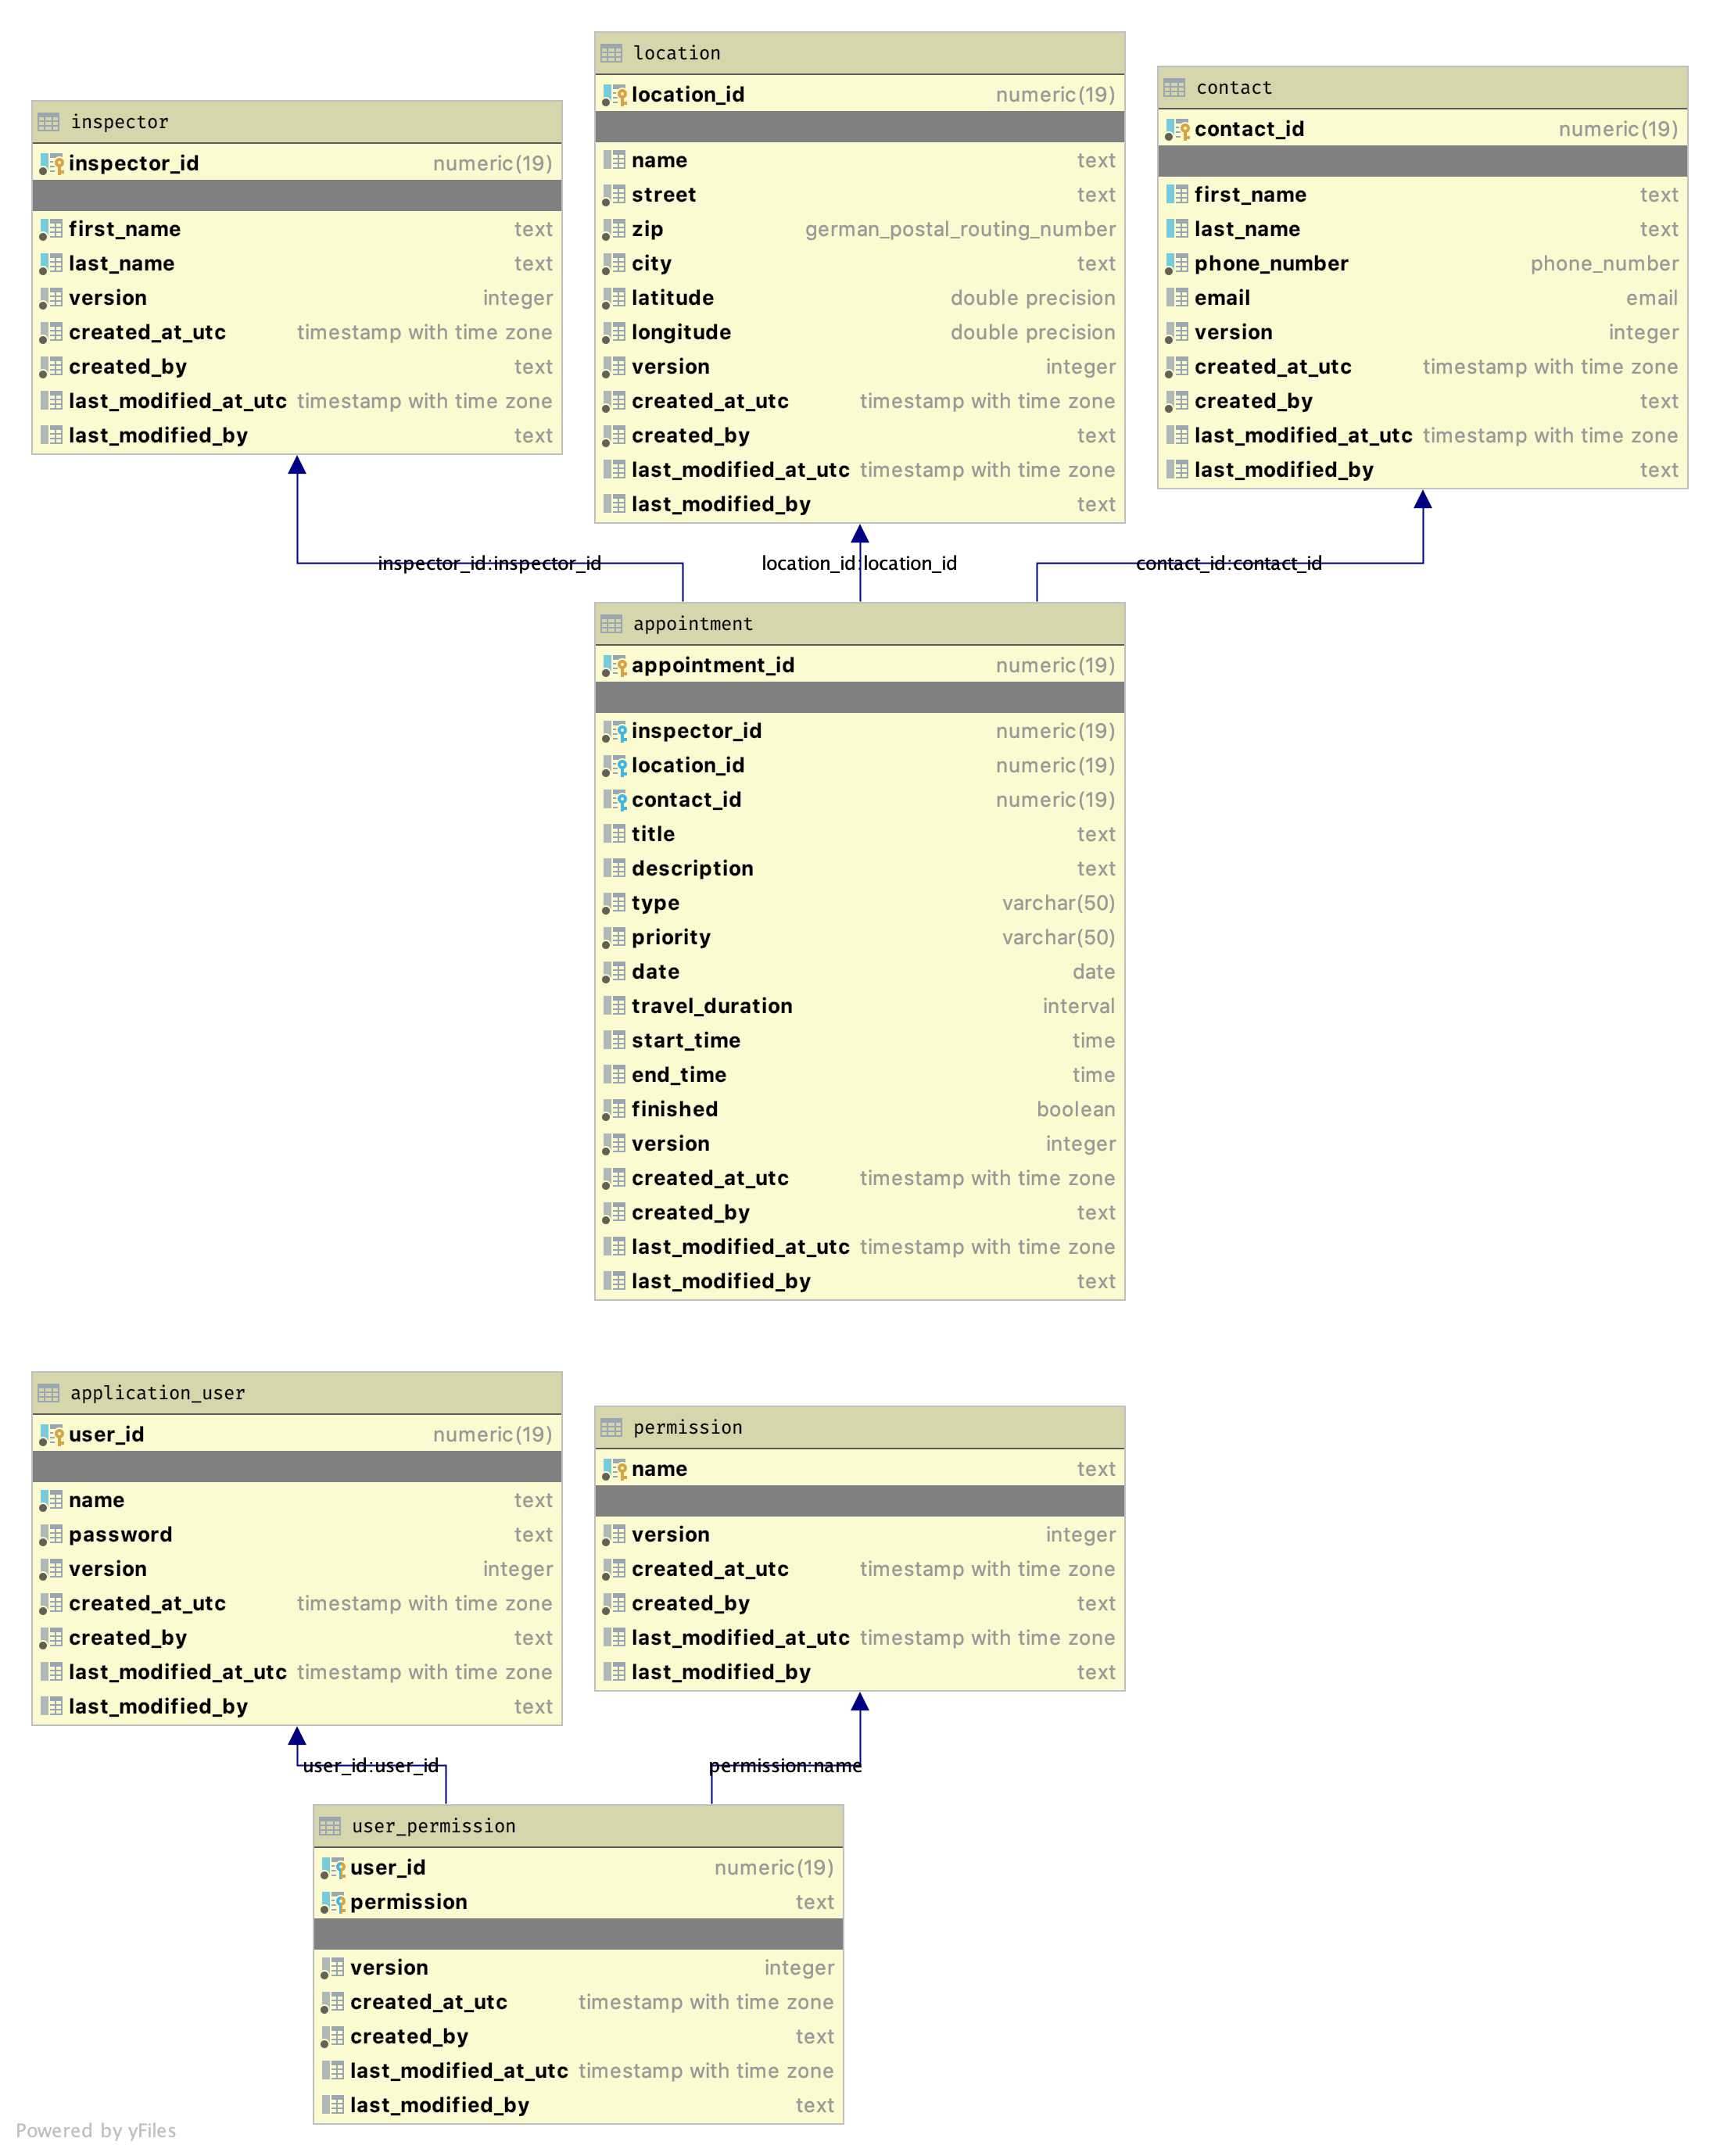 location
location_id numeric(19)
name text
street text
zip german_postal_routing_number
city text
latitude double precision
longitude double precision
version integer
created_at_utc timestamp with time zone
created_by text
last_modified_at_utc timestamp with time zone
last_modified_by text
contact
contact_id numeric(19)
first_name text
last_name text
phone_number phone_number
email email
version integer
created_at_utc timestamp with time zone
created_by text
last_modified_at_utc timestamp with time zone
last_modified_by text
inspector
inspector_id numeric(19)
first_name text
last_name text
version integer
created_at_utc timestamp with time zone
created_by text
last_modified_at_utc timestamp with time zone
last_modified_by text
inspector_id:inspector_id
location_id:location_id
contact_id:contact_id
appointment
appointment_id numeric(19)
inspector_id numeric(19)
location_id numeric(19)
contact_id numeric(19)
title text
description text
type varchar(50)
priority varchar(50)
date date
travel_duration interval
start_time time
end_time time
finished boolean
version integer
created_at_utc timestamp with time zone
created_by text
last_modified_at_utc timestamp with time zone
last_modified_by text
application_user
user_id numeric(19)
name text
password text
version integer
created_at_utc timestamp with time zone
created_by text
last_modified_at_utc timestamp with time zone
last_modified_by text
permission
name text
version integer
created_at_utc timestamp with time zone
created_by text
last_modified_at_utc timestamp with time zone
last_modified_by text
user_id:user_id
permission:name
user_permission
user_id numeric(19)
permission text
version integer
created_at_utc timestamp with time zone
created_by text
last_modified_at_utc timestamp with time zone
last_modified_by text
Powered by yFiles